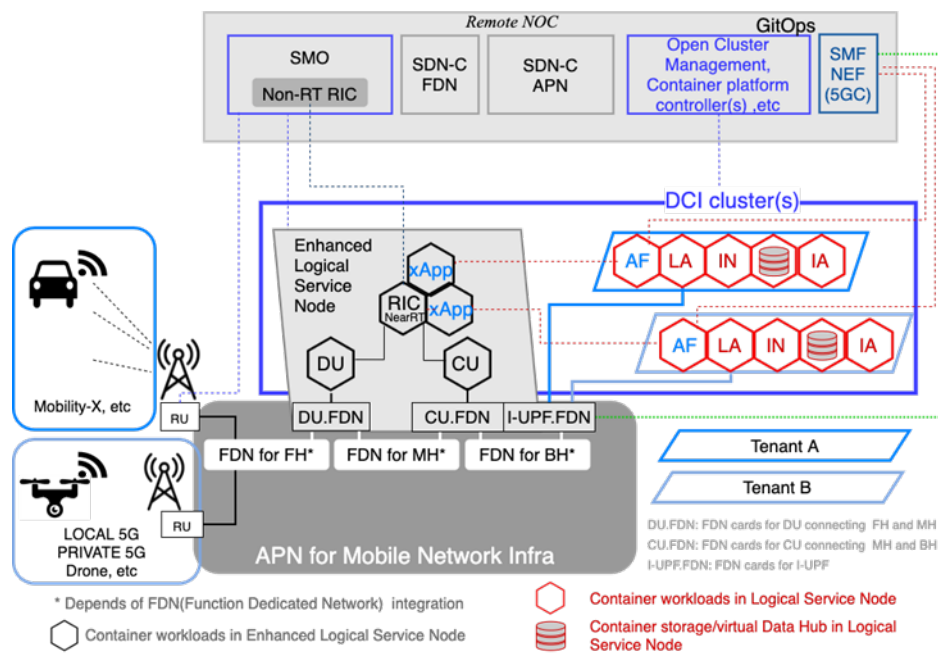 Remote NOC
GitOps
SMO
Non-RT RIC
SDN-C
FDN
SDN-C
APN
Open Cluster
Management,
Container platform
controller(s) ,etc
SMF
NEF
(5GC)
DCI cluster(s)
Enhanced
Logical
Service
Node
xApp
RIC
NearRT
xApp
DU
CU
AF
LA
IN
IA
AF
LA
IN
IA
Mobility-X, etc
RU
DU.FDN
CU.FDN
I-UPF.FDN
FDN for FH*
FDN for MH*
FDN for BH*
RU
LOCAL 5G
PRIVATE 5G
Drone, etc
APN for Mobile Network Infra
Tenant A
Tenant B
DU.FDN: FDN cards for DU connecting FH and MH
CU.FDN: FDN cards for CU connecting MH and BH
I-UPF.FDN: FDN cards for I-UPF
* Depends of FDN(Function Dedicated Network) integration
Container workloads in Enhanced Logical Service Node
Container workloads in Logical Service Node
Container storage/virtual Data Hub in Logical
Service Node